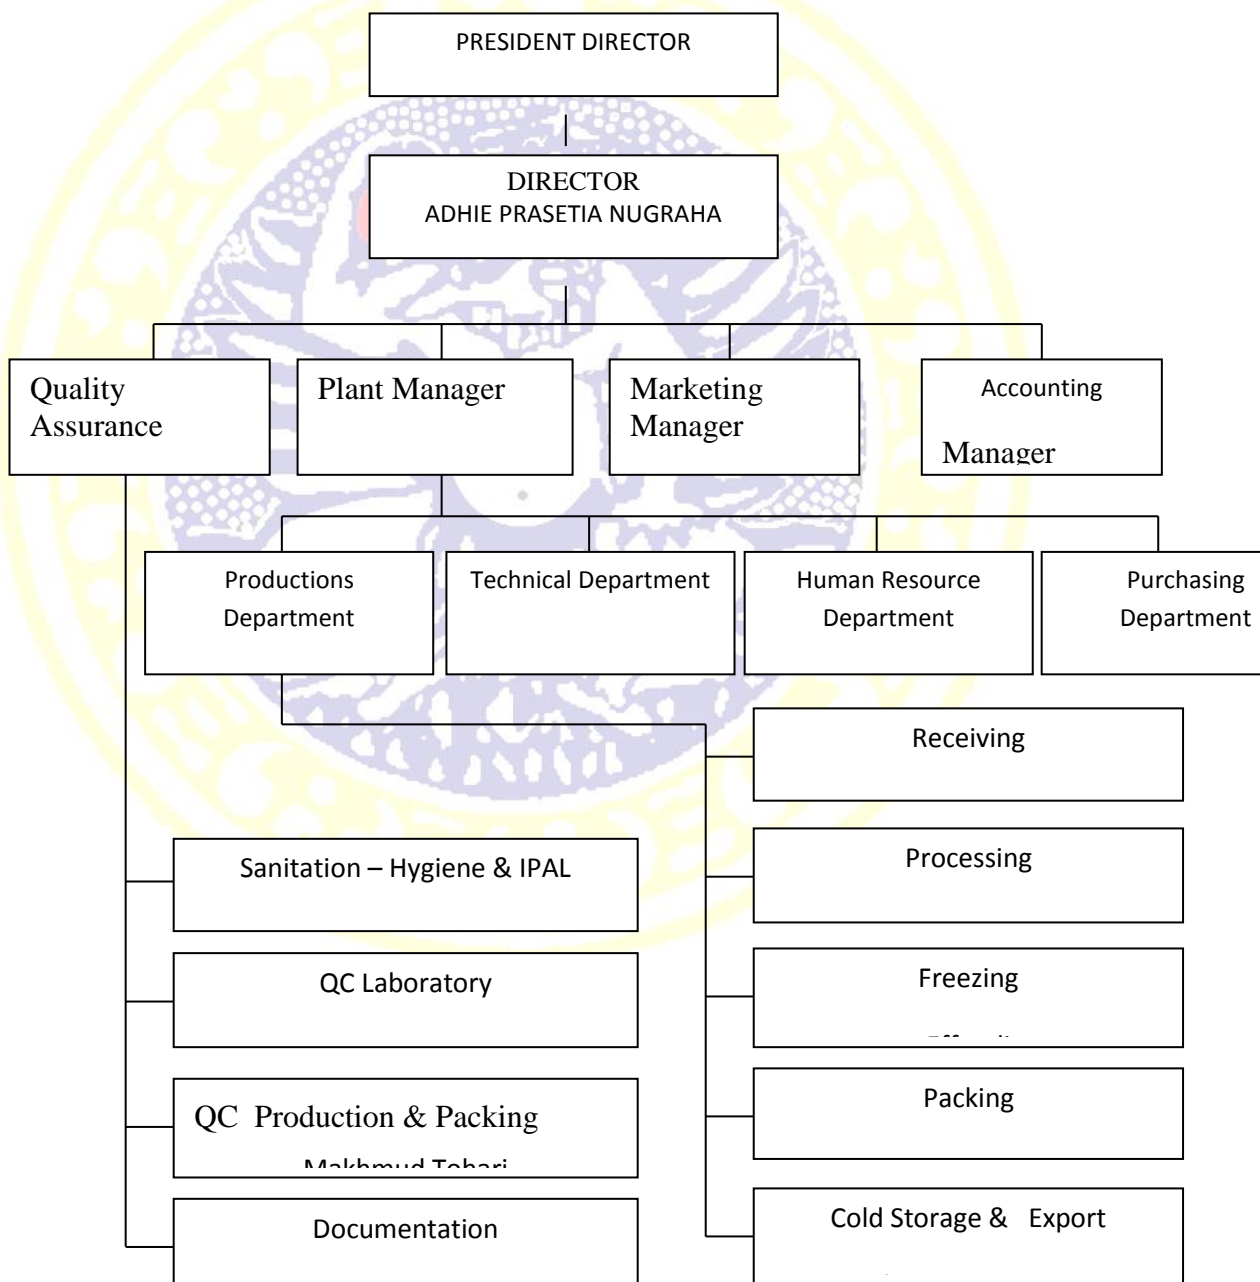 PRESIDENT DIRECTOR
DIRECTOR
ADHIE PRASETIA NUGRAHA
Quality
Assurance
Plant Manager
Marketing
Manager
Accounting
Manager
Productions
Department
Technical Department
Human Resource
Department
Purchasing
Department
Receiving
Processing
Freezing
Packing
Cold Storage & Export
Sanitation – Hygiene & IPAL
QC Laboratory
QC Production & Packing
Makhmud Tohari
Documentation